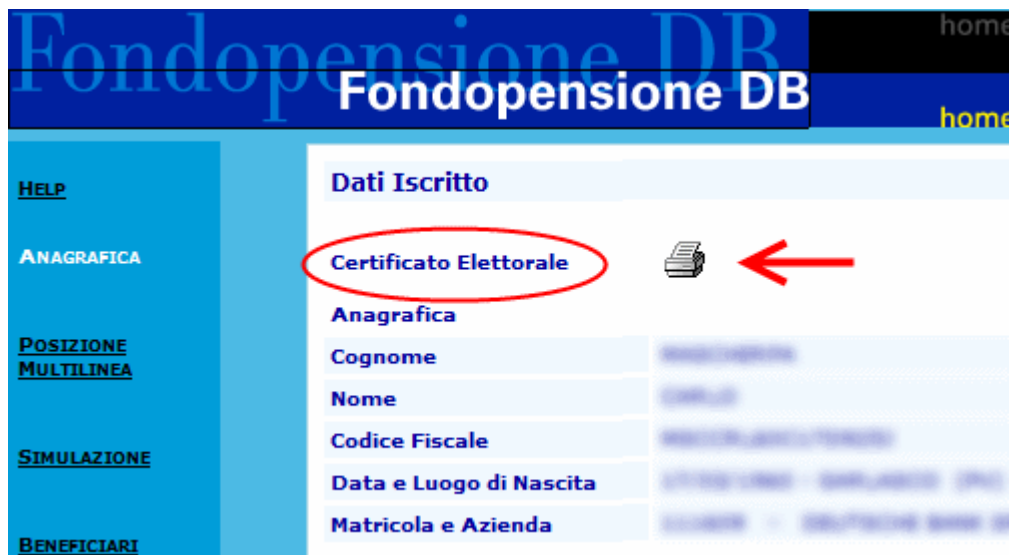 Fondopensione DB
Fondopensione DB
home
home
HELP
ANAGRAFICA
POSIZIONE
MULTILINEA
SIMULAZIONE
BENEFICIARI
Dati Iscritto
Certificato Elettorale
Anagrafica
Cognome
Nome
Codice Fiscale
Data e Luogo di Nascita
Matricola e Azienda